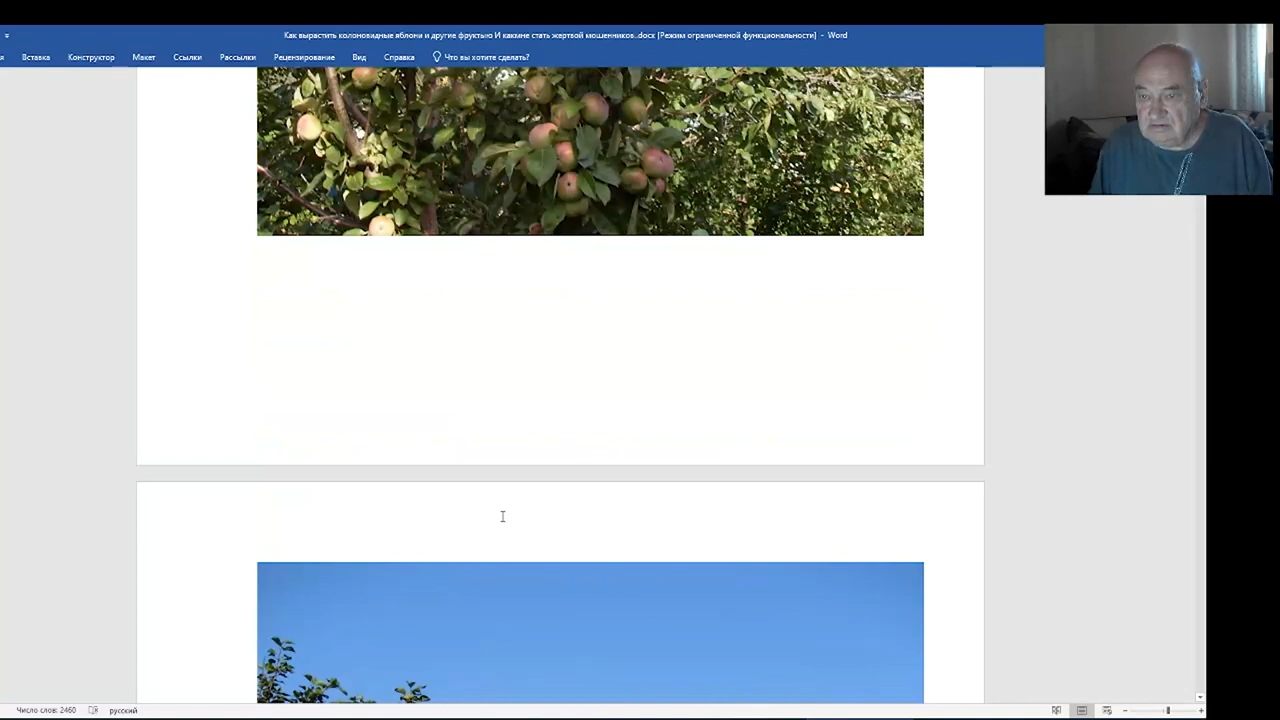 Как вырастить колоновидные яблони и другие фруктыю И какмне стать жертвой мошенников..docx [Режим ограниченной функциональности] - Word
Вставка Конструктор Макет Ссылки Рассылки Рецензирование Вид Справка Что вы хотите сделать?
Число слов: 2460 русский